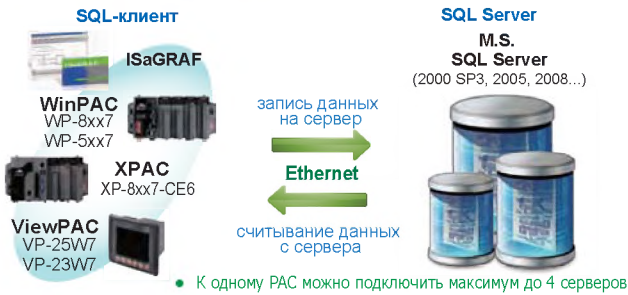 SQL-клиент
ISaGRAF
WinPAC
WP-8xx7
WP-5xx7
XPAC
XP-8xx7-CE6
ViewPAC
VP-25W7
VP-23W7
запись данных
на сервер
Ethernet
считывание данных
с сервера
SQL Server
M.S.
SQL Server
(2000 SP3, 2005, 2008...)
• К одному PAC можно подключить максимум до 4 серверов